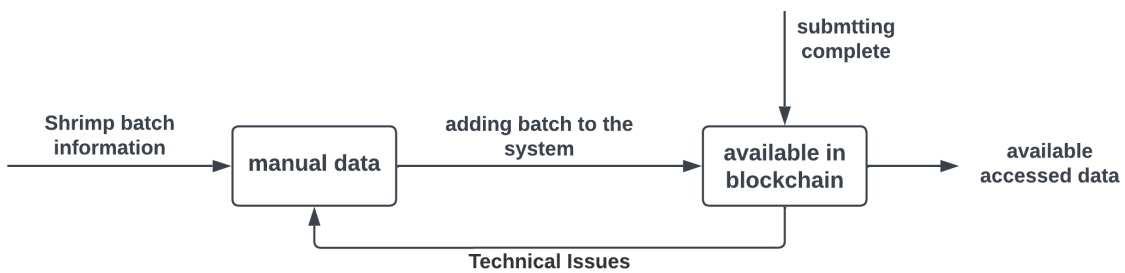 submtting
complete
Shrimp batch
information
manual data
adding batch to the
system
available in
blockchain
available
accessed data
Technical Issues